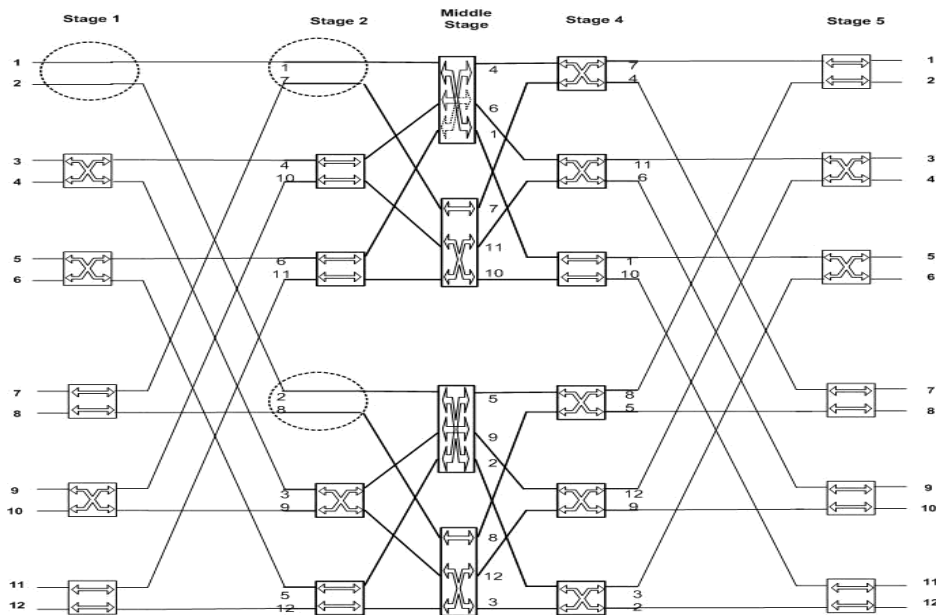 Stage 1
Stage 2
Middle Stage
Stage 4
Stage 5
1 1 4 7 1
2 7 4 2
6
1
3 4 11 3
4 10 6 4
7
5 6 11 1 5
6 11 10 10 6
7 2 5 8 7
8 8 5 8
9
2
9 3 12 9
10 9 9 10
8
11 5 12 3 11
12 12 3 2 12